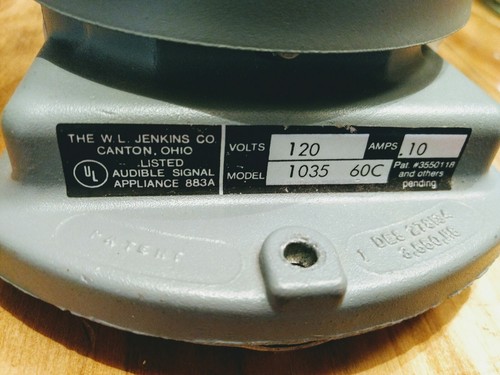 THE W.L. JENKINS CO
CANTON, OHIO
LISTED
UL
AUDIBLE SIGNAL
APPLIANCE 883A
VOLTS 120 AMPS .10
MODEL 1035 60C
Pat. #3550118
and others
pending